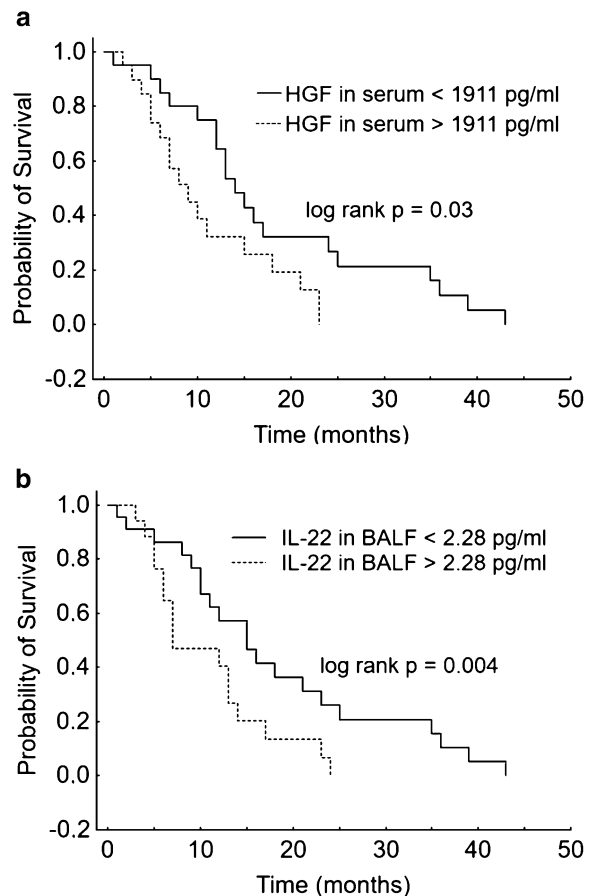 a
1.0
0.8
0.6
0.4
0.2
0.0
-0.2
Probability of Survival
HGF in serum < 1911 pg/ml
HGF in serum > 1911 pg/ml
log rank p = 0.03
0 10 20 30 40 50
Time (months)
b
1.0
0.8
0.6
0.4
0.2
0.0
-0.2
Probability of Survival
IL-22 in BALF < 2.28 pg/ml
IL-22 in BALF > 2.28 pg/ml
log rank p = 0.004
0 10 20 30 40 50
Time (months)